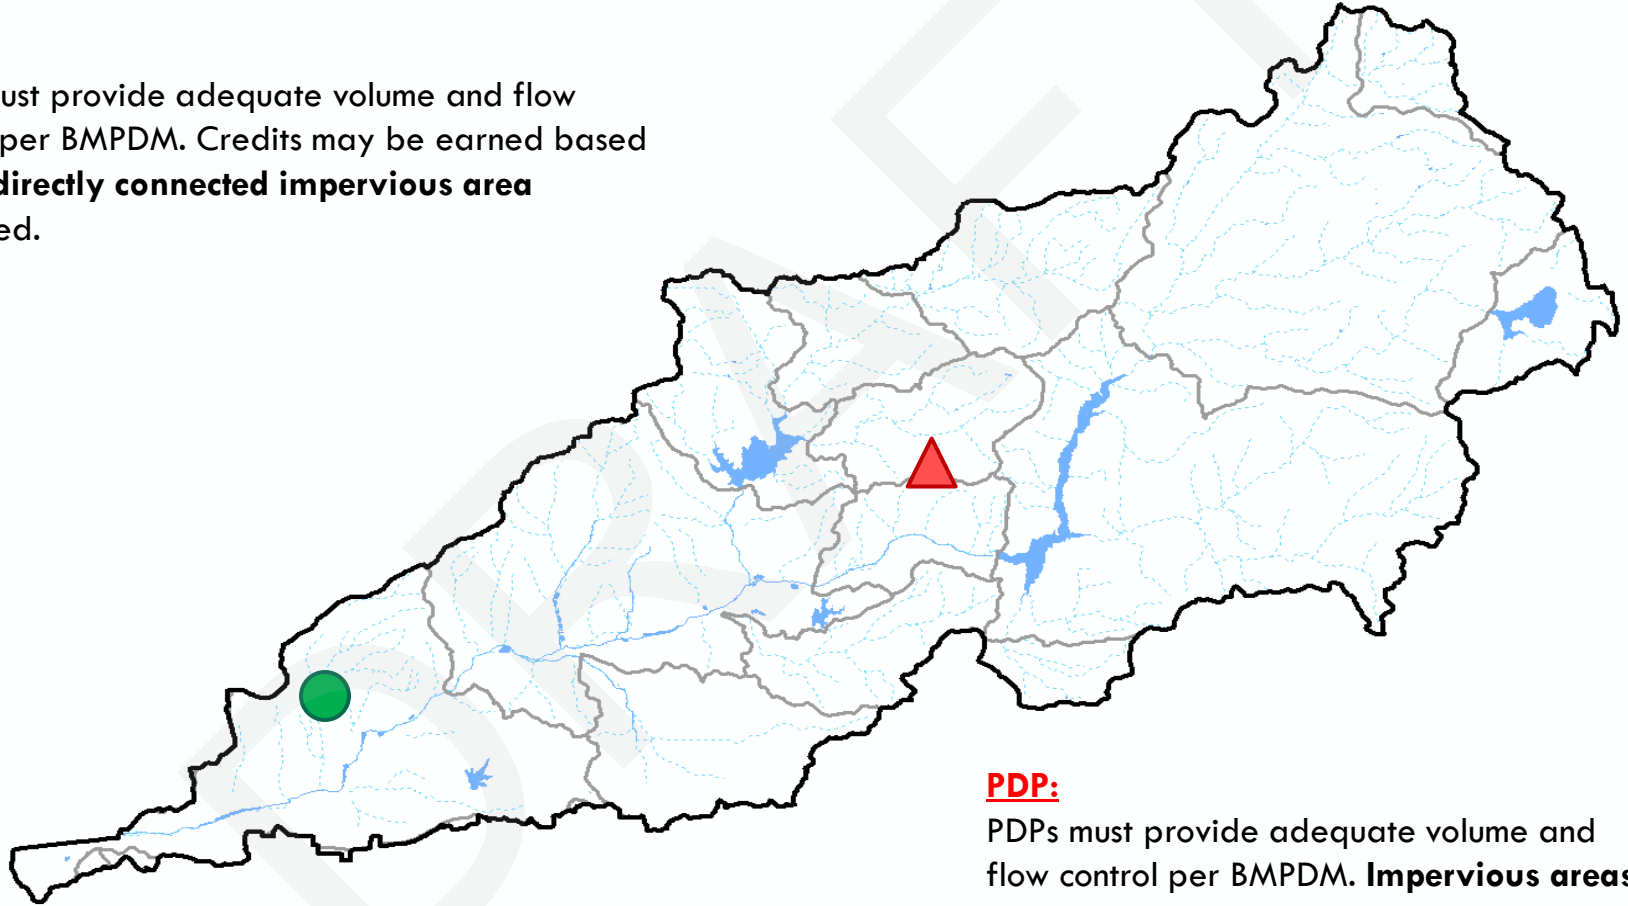 ust provide adequate volume and flow
per BMPDM. Credits may be earned based
directly connected impervious area
ed.
DRAF
PDP:
PDPs must provide adequate volume and
flow control per BMPDM. Impervious areas